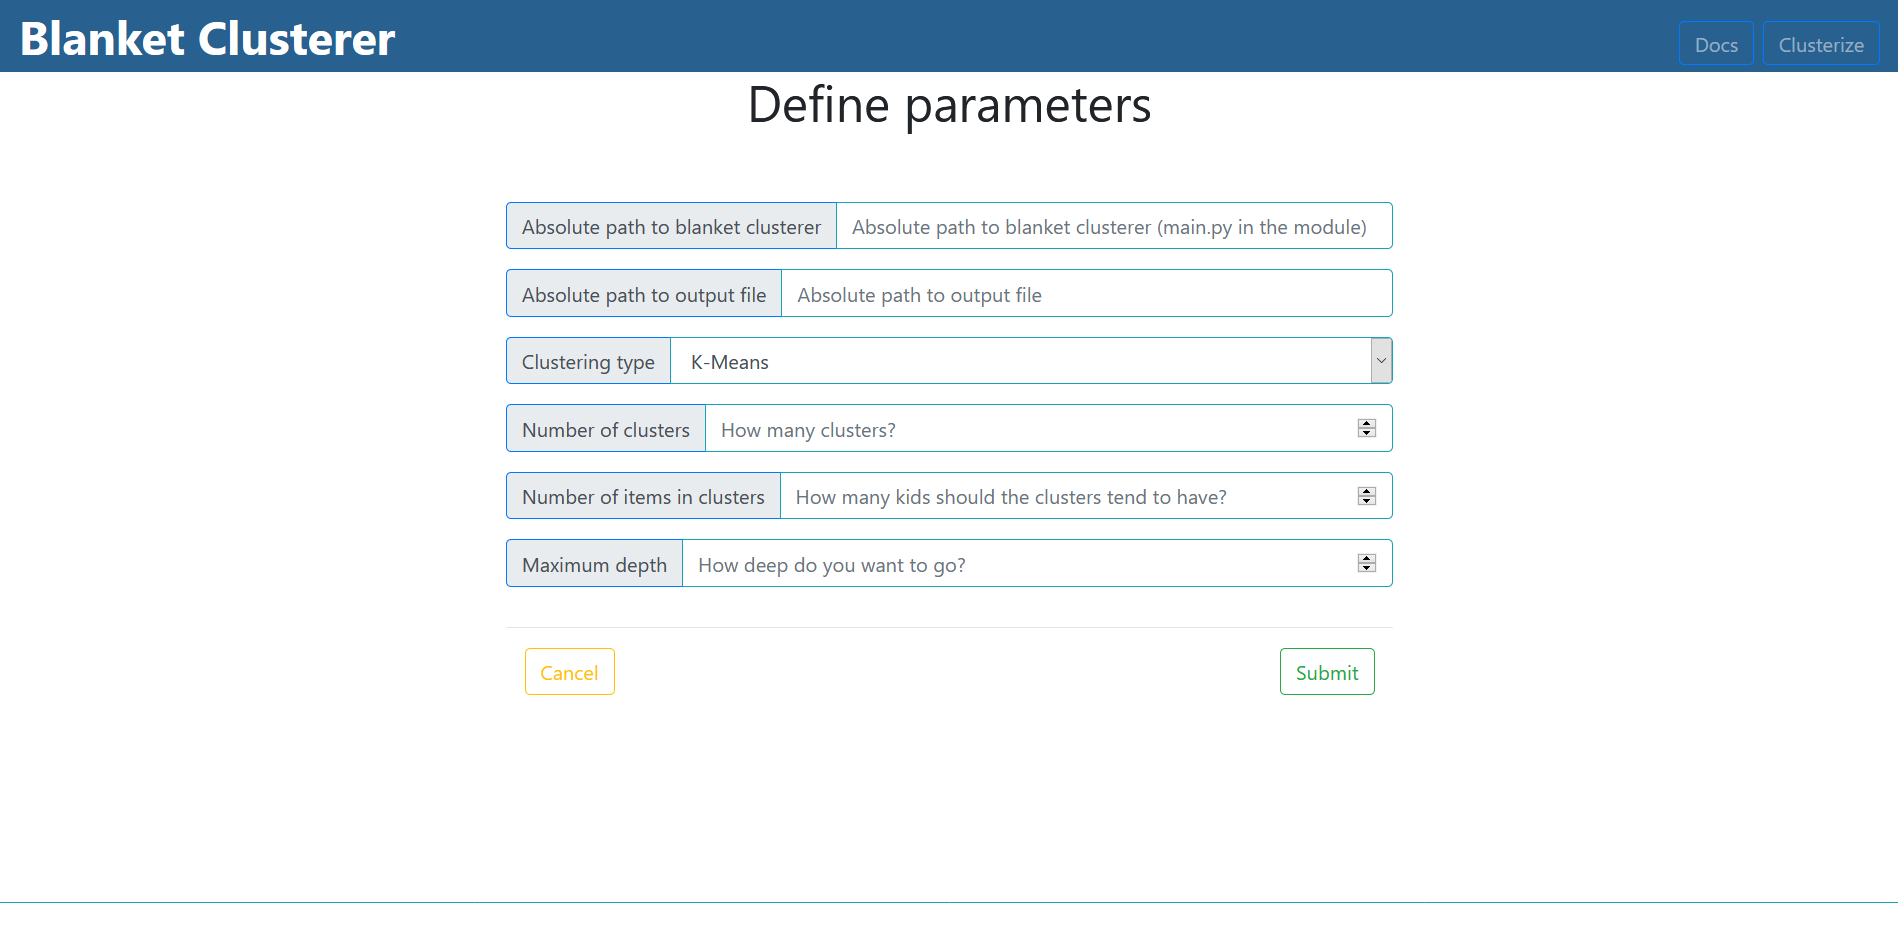 Blanket Clusterer
Docs Clusterize
Define parameters
Absolute path to blanket clusterer Absolute path to blanket clusterer (main.py in the module)
Absolute path to output file Absolute path to output file
Clustering type K-Means
Number of clusters How many clusters?
Number of items in clusters How many kids should the clusters tend to have?
Maximum depth How deep do you want to go?
Cancel Submit